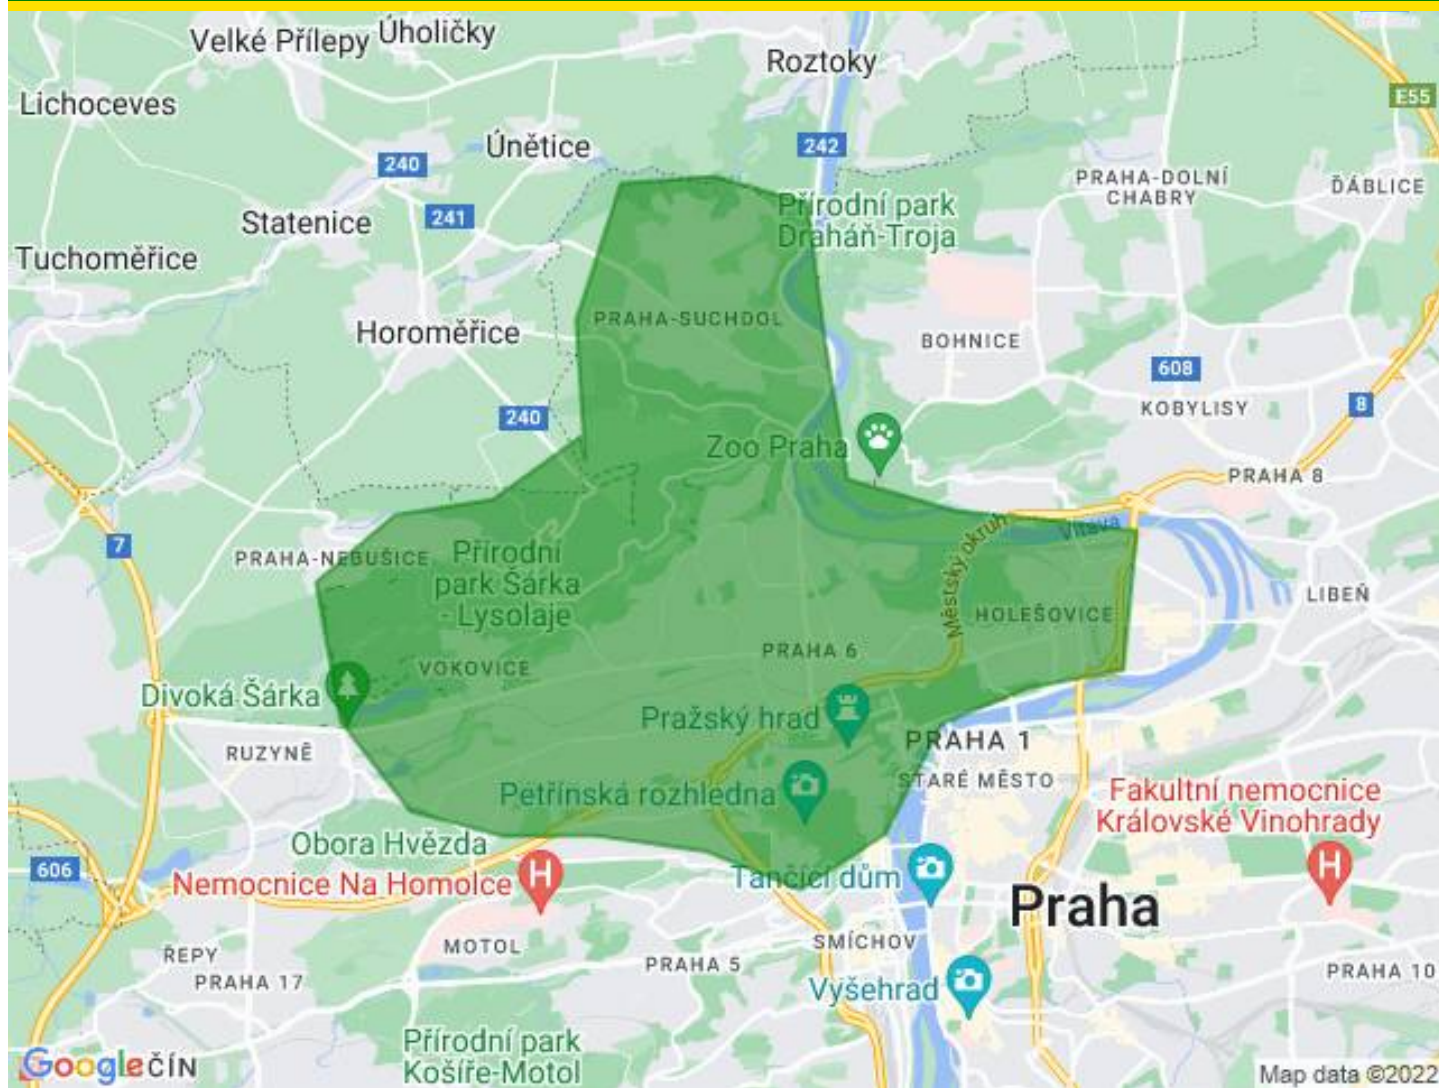 Velké Přílepy
Úholičky
Roztoky
Lichoceves
E55
Únětice
242
240
PRAHA-DOLNÍ
CHABRY
ĎÁBLICE
Statenice
241
Přírodní park
Draháň-Troja
Tuchoměřice
PRAHA-SUCHDOL
Horoměřice
BOHNICE
608
KOBYLISY
8
240
Zoo Praha
PRAHA 8
7
Vltava
Městský okruh
PRAHA-NEBUŠICE
Přírodní
park Šárka
- Lysolaje
LIBEŇ
HOLEŠOVICE
PRAHA 6
VOKOVICE
Divoká Šárka
Pražský hrad
PRAHA 1
RUZYNĚ
STARÉ MĚSTO
Petřínská rozhledna
Fakultní nemocnice
Královské Vinohrady
Obora Hvězda
606
Nemocnice Na Homolce
H
H
Tančící dům
Praha
SMÍCHOV
MOTOL
ŘEPY
PRAHA 5
PRAHA 17
PRAHA 10
Vyšehrad
Přírodní park
Košíře-Motol
Google
ČÍN
Map data ©2022